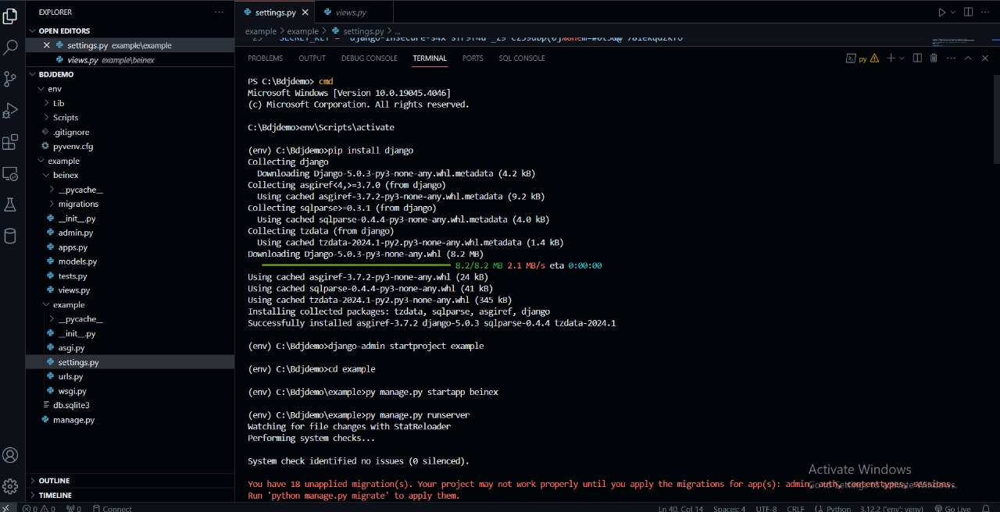 EXPLORER
OPEN EDITORS
settings.py example\example
views.py example\beinex
BDJDEMO
env
Lib
Scripts
.gitignore
pyvenv.cfg
example
beinex
__pycache__
migrations
__init__.py
admin.py
apps.py
models.py
tests.py
views.py
example
__pycache__
__init__.py
asgi.py
settings.py
urls.py
wsgi.py
db.sqlite3
manage.py
OUTLINE
TIMELINE
settings.py
views.py
example > example > settings.py > ...
PROBLEMS OUTPUT DEBUG CONSOLE TERMINAL PORTS SQL CONSOLE
py
PS C:\Bdjdemo> cmd
Microsoft Windows [Version 10.0.19045.4046]
(c) Microsoft Corporation. All rights reserved.
C:\Bdjdemo>env\Scripts\activate
(env) C:\Bdjdemo>pip install django
Collecting django
Downloading Django-5.0.3-py3-none-any.whl.metadata (4.2 kB)
Collecting asgiref<4,>=3.7.0 (from django)
Using cached asgiref-3.7.2-py3-none-any.whl.metadata (9.2 kB)
Collecting sqlparse>=0.3.1 (from django)
Using cached sqlparse-0.4.4-py3-none-any.whl.metadata (4.0 kB)
Collecting tzdata (from django)
Using cached tzdata-2024.1-py2.py3-none-any.whl.metadata (1.4 kB)
Downloading Django-5.0.3-py3-none-any.whl (8.2 MB)
8.2/8.2 MB 2.1 MB/s eta 0:00:00
Using cached asgiref-3.7.2-py3-none-any.whl (24 kB)
Using cached sqlparse-0.4.4-py3-none-any.whl (41 kB)
Using cached tzdata-2024.1-py2.py3-none-any.whl (345 kB)
Installing collected packages: tzdata, sqlparse, asgiref, django
Successfully installed asgiref-3.7.2 django-5.0.3 sqlparse-0.4.4 tzdata-2024.1
(env) C:\Bdjdemo>django-admin startproject example
(env) C:\Bdjdemo>cd example
(env) C:\Bdjdemo\example>py manage.py startapp beinex
(env) C:\Bdjdemo\example>py manage.py runserver
Watching for file changes with StatReloader
Performing system checks...
System check identified no issues (0 silenced).
You have 18 unapplied migration(s). Your project may not work properly until you apply the migrations for app(s): admin, auth, contenttypes, sessions.
Run 'python manage.py migrate' to apply them.
Activate Windows
Go to Settings to activate Windows.
0 0 0 Connect
Ln 40, Col 14 Spaces: 4 UTF-8 CRLF Python 3.12.2 ('env': venv) Go Live